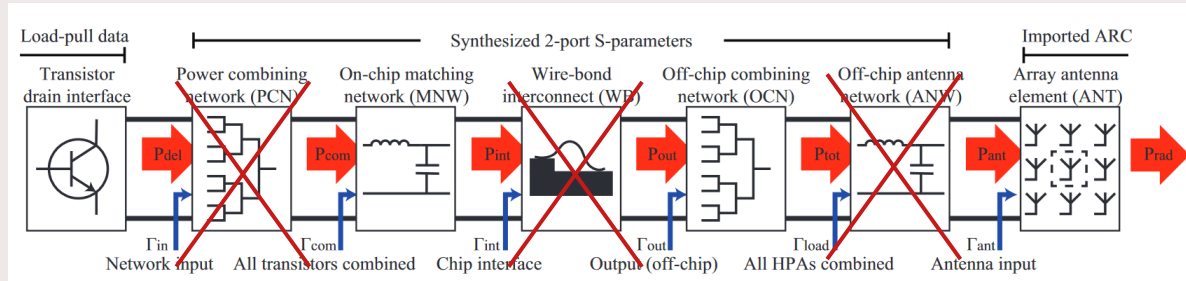 Load-pull data
Synthesized 2-port S-parameters
Imported ARC
Transistor
drain interface
Power combining
network (PCN)
On-chip matching
network (MNW)
Wire-bond
interconnect (WB)
Off-chip combining
network (OCN)
Off-chip antenna
network (ANW)
Array antenna
element (ANT)
Pdel
Pcom
Pint
Pout
Ptot
Pant
Prad
Γin
Γcom
Γint
Γout
Γload
Γant
Network input
All transistors combined
Chip interface
Output (off-chip)
All HPAs combined
Antenna input